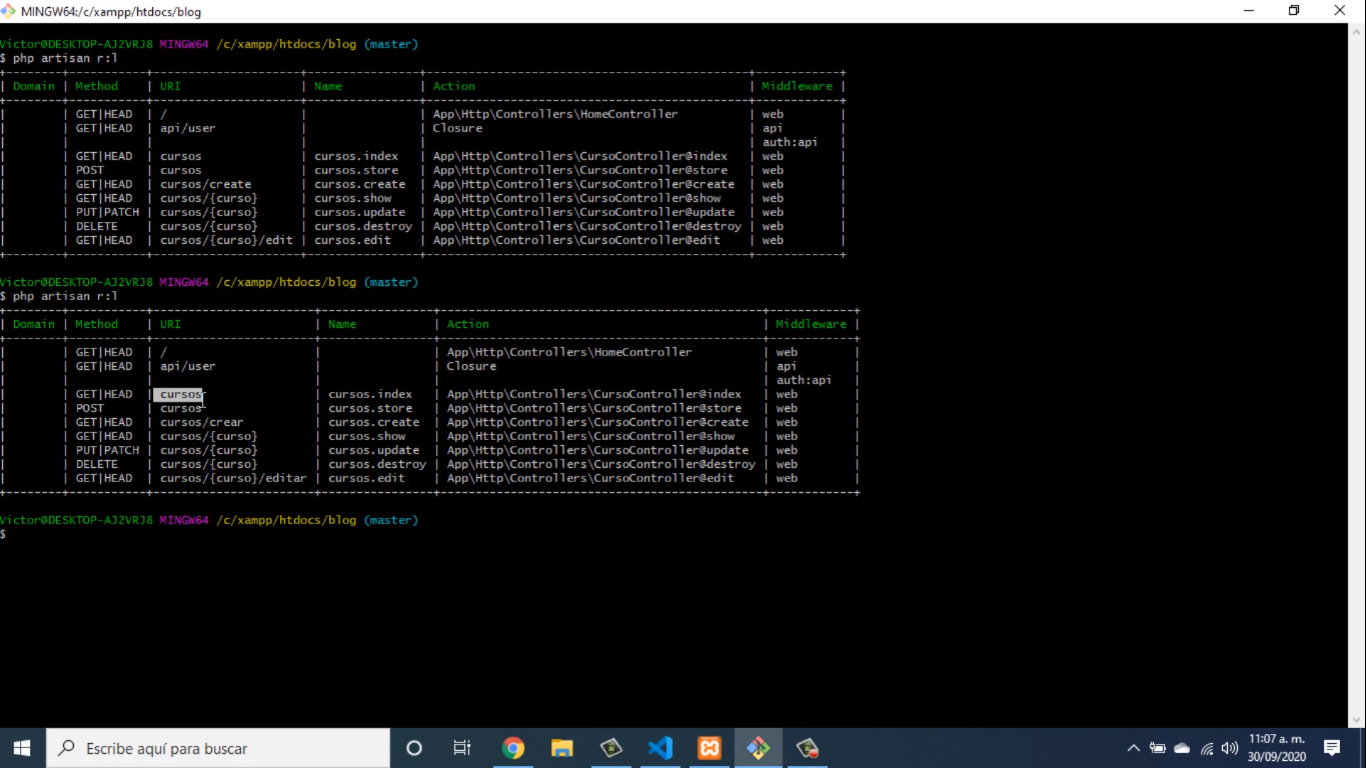 MINGW64:/c/xampp/htdocs/blog
Victor@DESKTOP-AJ2VRJ8 MINGW64 /c/xampp/htdocs/blog (master)
$ php artisan r:l
| Domain | Method | URI | Name | Action | Middleware |
| | GET|HEAD | / | | App\Http\Controllers\HomeController | web |
| | GET|HEAD | api/user | | Closure | api |
| | | | | | auth:api |
| | GET|HEAD | cursos | cursos.index | App\Http\Controllers\CursoController@index | web |
| | POST | cursos | cursos.store | App\Http\Controllers\CursoController@store | web |
| | GET|HEAD | cursos/create | cursos.create | App\Http\Controllers\CursoController@create | web |
| | GET|HEAD | cursos/{curso} | cursos.show | App\Http\Controllers\CursoController@show | web |
| | PUT|PATCH | cursos/{curso} | cursos.update | App\Http\Controllers\CursoController@update | web |
| | DELETE | cursos/{curso} | cursos.destroy | App\Http\Controllers\CursoController@destroy | web |
| | GET|HEAD | cursos/{curso}/edit | cursos.edit | App\Http\Controllers\CursoController@edit | web |
Victor@DESKTOP-AJ2VRJ8 MINGW64 /c/xampp/htdocs/blog (master)
$ php artisan r:l
| Domain | Method | URI | Name | Action | Middleware |
| | GET|HEAD | / | | App\Http\Controllers\HomeController | web |
| | GET|HEAD | api/user | | Closure | api |
| | | | | | auth:api |
| | GET|HEAD | cursos | cursos.index | App\Http\Controllers\CursoController@index | web |
| | POST | cursos | cursos.store | App\Http\Controllers\CursoController@store | web |
| | GET|HEAD | cursos/crear | cursos.create | App\Http\Controllers\CursoController@create | web |
| | GET|HEAD | cursos/{curso} | cursos.show | App\Http\Controllers\CursoController@show | web |
| | PUT|PATCH | cursos/{curso} | cursos.update | App\Http\Controllers\CursoController@update | web |
| | DELETE | cursos/{curso} | cursos.destroy | App\Http\Controllers\CursoController@destroy | web |
| | GET|HEAD | cursos/{curso}/editar | cursos.edit | App\Http\Controllers\CursoController@edit | web |
Victor@DESKTOP-AJ2VRJ8 MINGW64 /c/xampp/htdocs/blog (master)
$
Escribe aquí para buscar
11:07 a. m.
30/09/2020